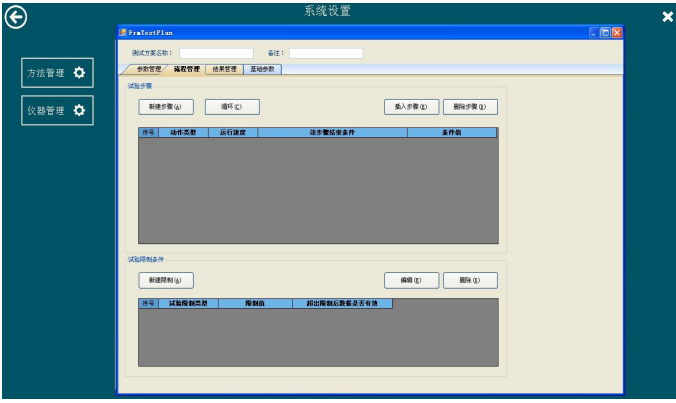 系统设置
FrmTestPlan
方法管理
仪器管理
测试方案名称： 备注：
参数管理 流程管理 结果管理 基础参数
试验步骤
新建步骤(A) 循环(C) 插入步骤(E) 删除步骤(D)
序号 动作类型 运行速度 该步骤结束条件 条件值
试验限制条件
新建限制(A) 编辑(E) 删除(D)
序号 试验限制类型 限制值 超出限制后数据是否有效